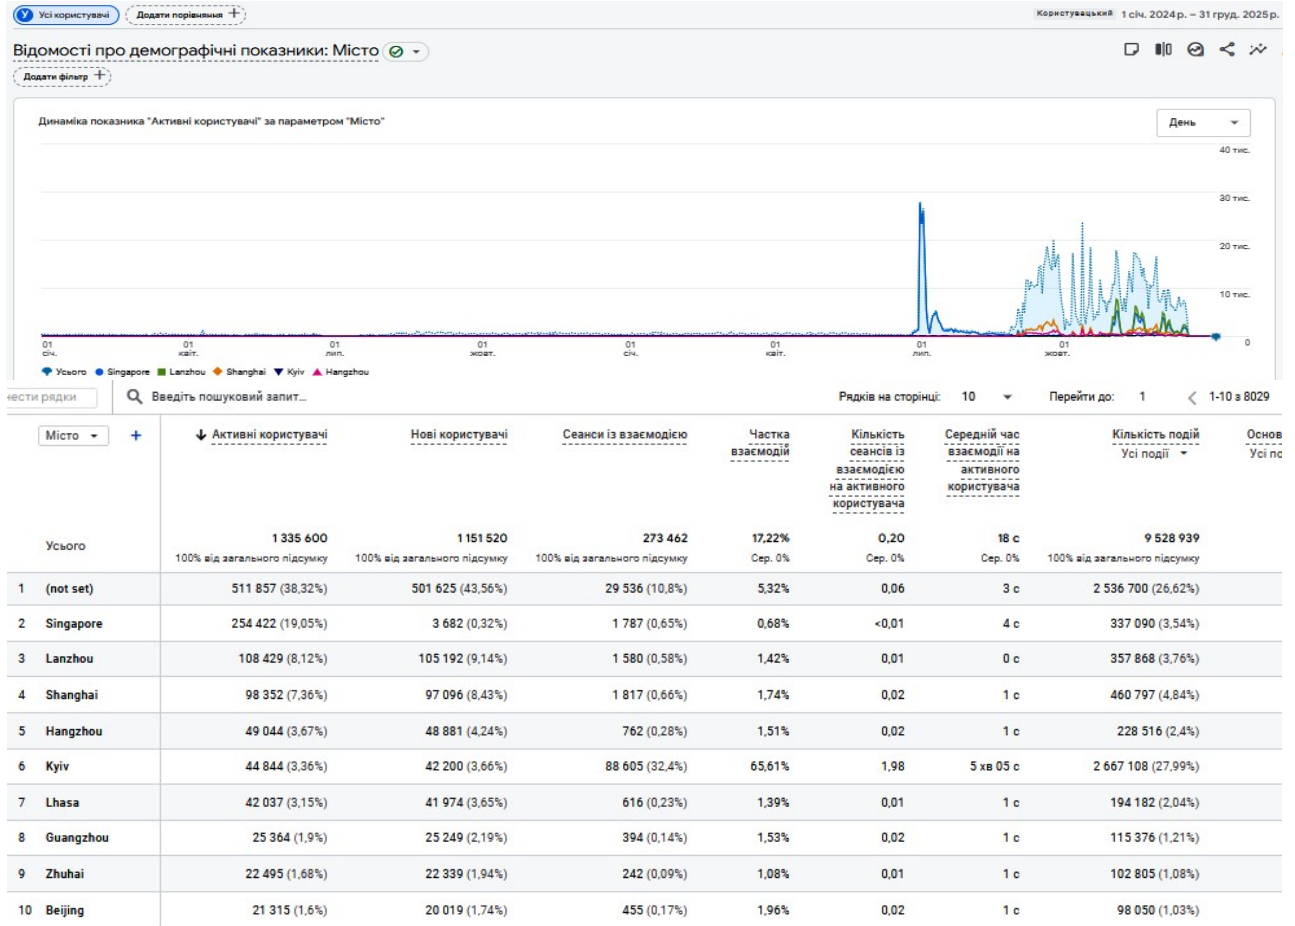 У Усі користувачі Додати порівняння + Користувацький 1 січ. 2024 р. – 31 груд. 2025 р.
Відомості про демографічні показники: Місто
Додати фільтр +
Динаміка показника "Активні користувачі" за параметром "Місто"
День
40 тис.
30 тис.
20 тис.
10 тис.
0
01 січ. 01 квіт. 01 лип. 01 жовт. 01 січ. 01 квіт. 01 лип. 01 жовт.
Усього Singapore Lanzhou Shanghai Kyiv Hangzhou
нести рядки Введіть пошуковий запит... Рядків на сторінці: 10 Перейти до: 1 < 1-10 з 8029
Місто + ↓ Активні користувачі Нові користувачі Сеанси із взаємодією Частка взаємодій Кількість сеансів із взаємодією на активного користувача Середній час взаємодії на активного користувача Кількість подій Усі події Основ Усі по
Усього 1 335 600 1 151 520 273 462 17,22% 0,20 18 с 9 528 939
100% від загального підсумку 100% від загального підсумку 100% від загального підсумку Сер. 0% Сер. 0% Сер. 0% 100% від загального підсумку
1 (not set) 511 857 (38,32%) 501 625 (43,56%) 29 536 (10,8%) 5,32% 0,06 3 с 2 536 700 (26,62%)
2 Singapore 254 422 (19,05%) 3 682 (0,32%) 1 787 (0,65%) 0,68% <0,01 4 с 337 090 (3,54%)
3 Lanzhou 108 429 (8,12%) 105 192 (9,14%) 1 580 (0,58%) 1,42% 0,01 0 с 357 868 (3,76%)
4 Shanghai 98 352 (7,36%) 97 096 (8,43%) 1 817 (0,66%) 1,74% 0,02 1 с 460 797 (4,84%)
5 Hangzhou 49 044 (3,67%) 48 881 (4,24%) 762 (0,28%) 1,51% 0,02 1 с 228 516 (2,4%)
6 Kyiv 44 844 (3,36%) 42 200 (3,66%) 88 605 (32,4%) 65,61% 1,98 5 хв 05 с 2 667 108 (27,99%)
7 Lhasa 42 037 (3,15%) 41 974 (3,65%) 616 (0,23%) 1,39% 0,01 1 с 194 182 (2,04%)
8 Guangzhou 25 364 (1,9%) 25 249 (2,19%) 394 (0,14%) 1,53% 0,02 1 с 115 376 (1,21%)
9 Zhuhai 22 495 (1,68%) 22 339 (1,94%) 242 (0,09%) 1,08% 0,01 1 с 102 805 (1,08%)
10 Beijing 21 315 (1,6%) 20 019 (1,74%) 455 (0,17%) 1,96% 0,02 1 с 98 050 (1,03%)